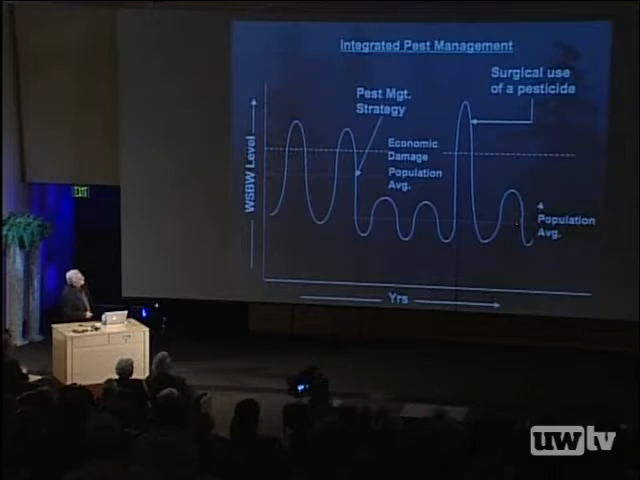 Integrated Pest Management
Surgical use
of a pesticide
Pest Mgt.
Strategy
Economic
Damage
Population
Avg.
WSBW Level
Population
Avg.
Yrs
EXIT
uwtv